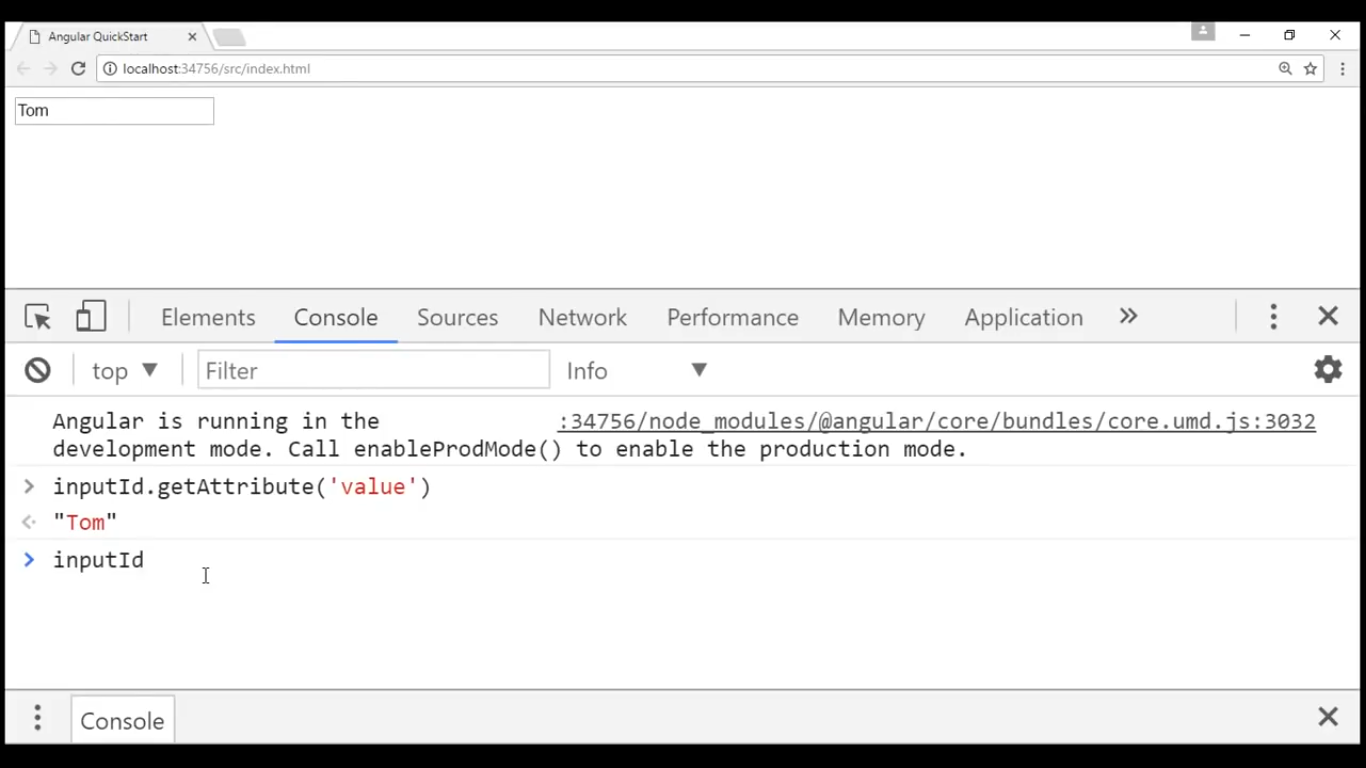 Angular QuickStart
localhost:34756/src/index.html
Tom
Elements Console Sources Network Performance Memory Application »
top Filter Info
Angular is running in the :34756/node_modules/@angular/core/bundles/core.umd.js:3032
development mode. Call enableProdMode() to enable the production mode.
> inputId.getAttribute('value')
"Tom"
> inputId
Console